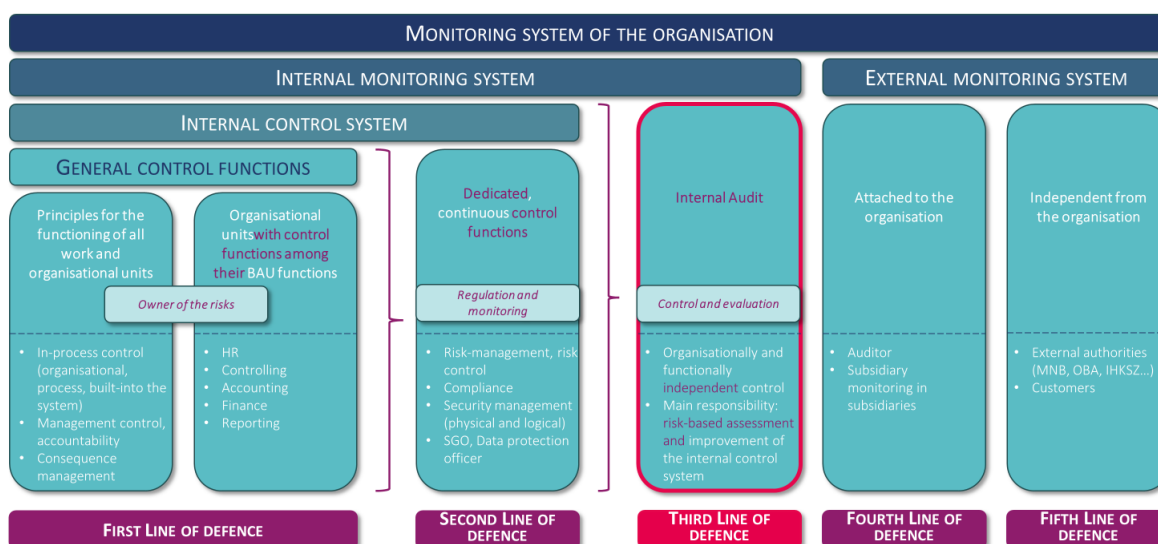 MONITORING SYSTEM OF THE ORGANISATION
INTERNAL MONITORING SYSTEM
EXTERNAL MONITORING SYSTEM
INTERNAL CONTROL SYSTEM
GENERAL CONTROL FUNCTIONS
Principles for the
functioning of all
work and
organisational units
Organisational
unitswith control
functions among
their BAU functions
Owner of the risks
• In-process control
(organisational,
process, built-into the
system)
• Management control,
accountability
• Consequence
management
• HR
• Controlling
• Accounting
• Finance
• Reporting
FIRST LINE OF DEFENCE
Dedicated,
continuous control
functions
Regulation and
monitoring
• Risk-management, risk
control
• Compliance
• Security management
(physical and logical)
• SGO, Data protection
officer
SECOND LINE OF
DEFENCE
Internal Audit
Control and evaluation
• Organisationally and
functionally
independent control
• Main responsibility:
risk-based assessment
and improvement of
the internal control
system
THIRD LINE OF
DEFENCE
Attached to the
organisation
• Auditor
• Subsidiary
monitoring in
subsidiaries
FOURTH LINE OF
DEFENCE
Independent from
the organisation
• External authorities
(MNB, OBA, IHKSZ...)
• Customers
FIFTH LINE OF
DEFENCE